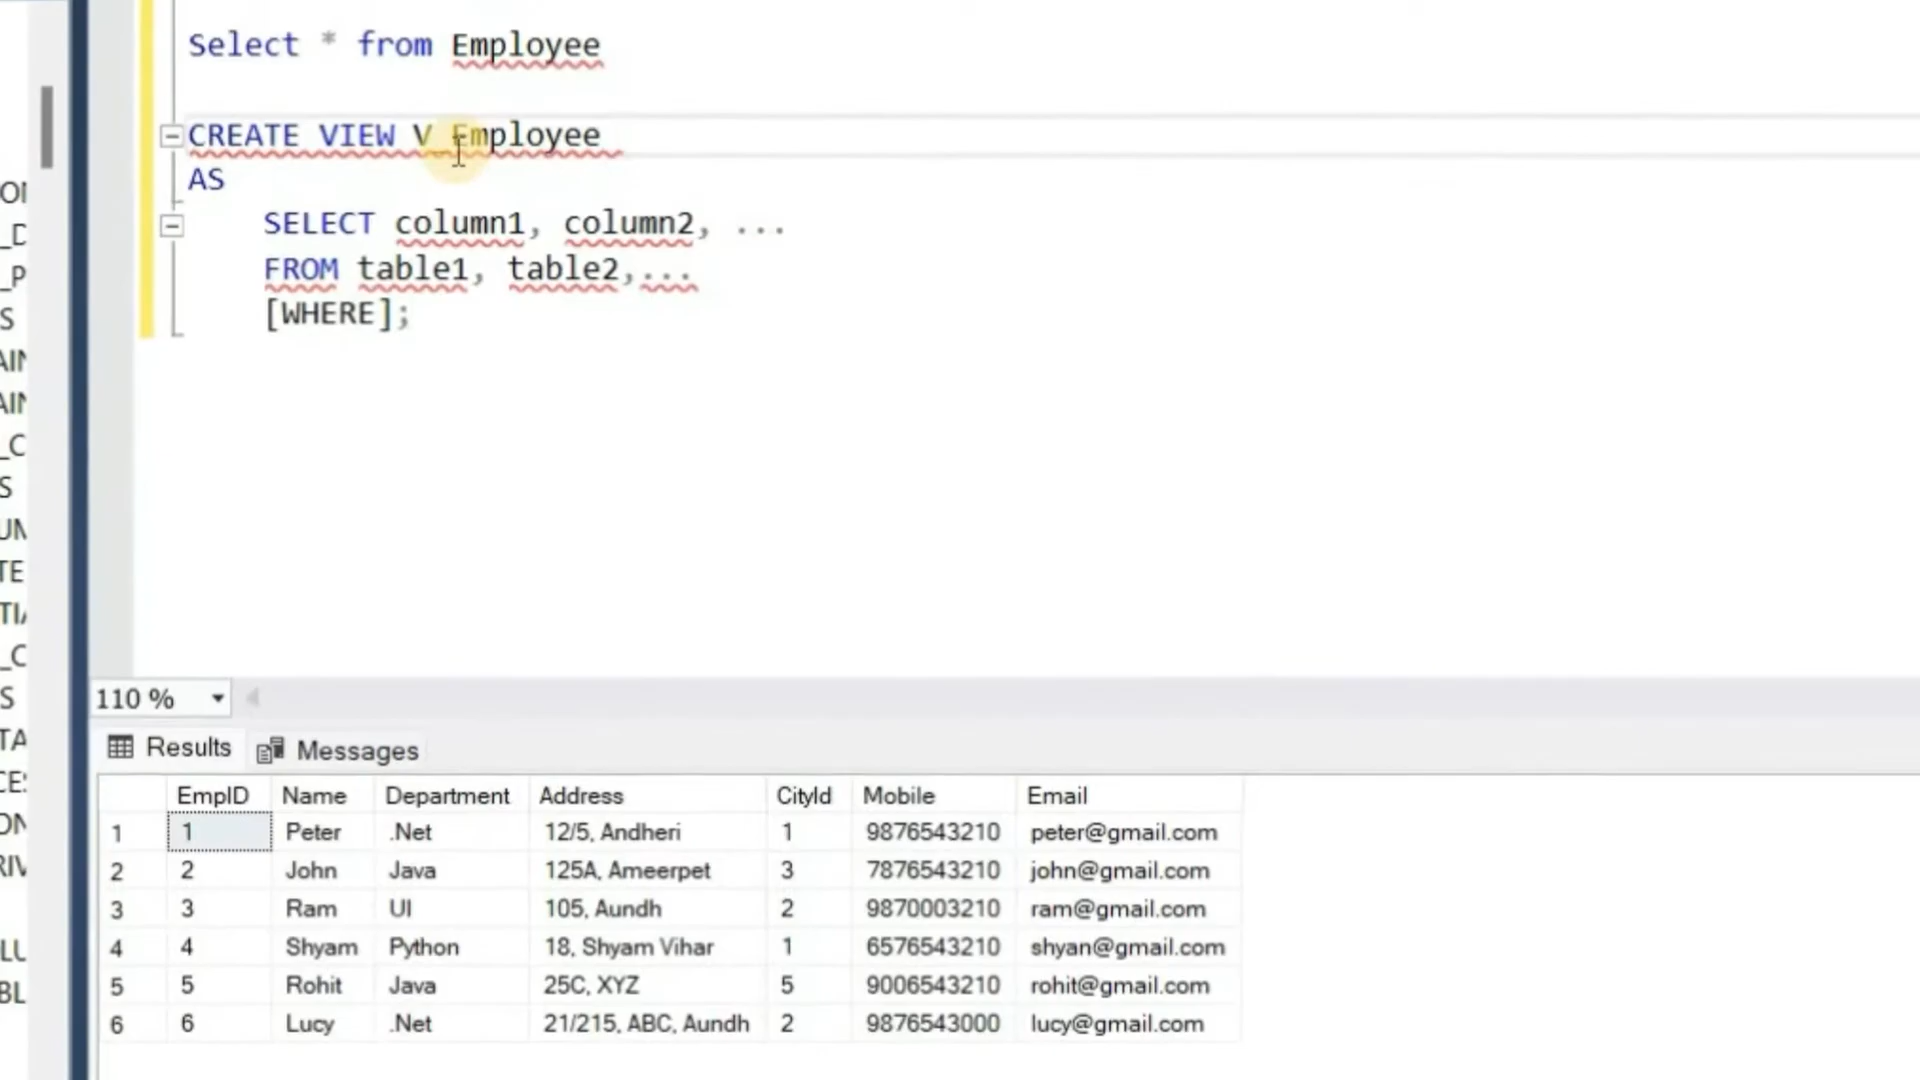 Select * from Employee
CREATE VIEW V_Employee
AS
SELECT column1, column2, ...
FROM table1, table2,...
[WHERE];
110 %
Results Messages
EmpID Name Department Address CityId Mobile Email
1 1 Peter .Net 12/5, Andheri 1 9876543210 peter@gmail.com
2 2 John Java 125A, Ameerpet 3 7876543210 john@gmail.com
3 3 Ram UI 105, Aundh 2 9870003210 ram@gmail.com
4 4 Shyam Python 18, Shyam Vihar 1 6576543210 shyan@gmail.com
5 5 Rohit Java 25C, XYZ 5 9006543210 rohit@gmail.com
6 6 Lucy .Net 21/215, ABC, Aundh 2 9876543000 lucy@gmail.com